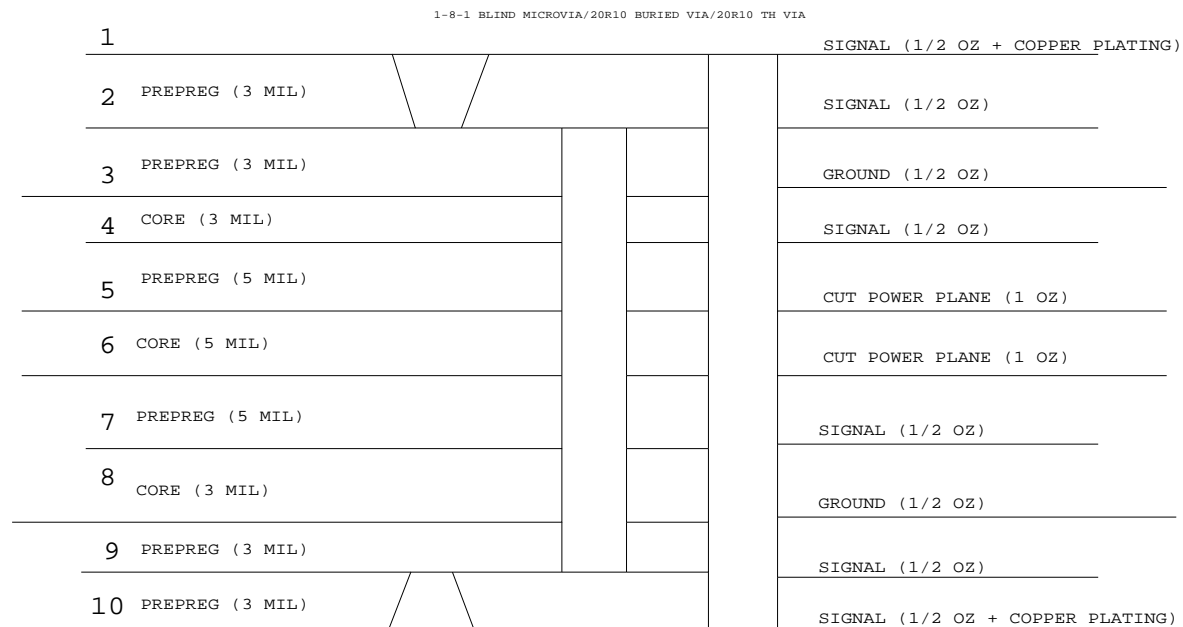 1-8-1 BLIND MICROVIA/20R10 BURIED VIA/20R10 TH VIA
1
SIGNAL (1/2 OZ + COPPER PLATING)
2 PREPREG (3 MIL)
SIGNAL (1/2 OZ)
3 PREPREG (3 MIL)
GROUND (1/2 OZ)
4 CORE (3 MIL)
SIGNAL (1/2 OZ)
5 PREPREG (5 MIL)
CUT POWER PLANE (1 OZ)
6 CORE (5 MIL)
CUT POWER PLANE (1 OZ)
7 PREPREG (5 MIL)
SIGNAL (1/2 OZ)
8 CORE (3 MIL)
GROUND (1/2 OZ)
9 PREPREG (3 MIL)
SIGNAL (1/2 OZ)
10 PREPREG (3 MIL)
SIGNAL (1/2 OZ + COPPER PLATING)